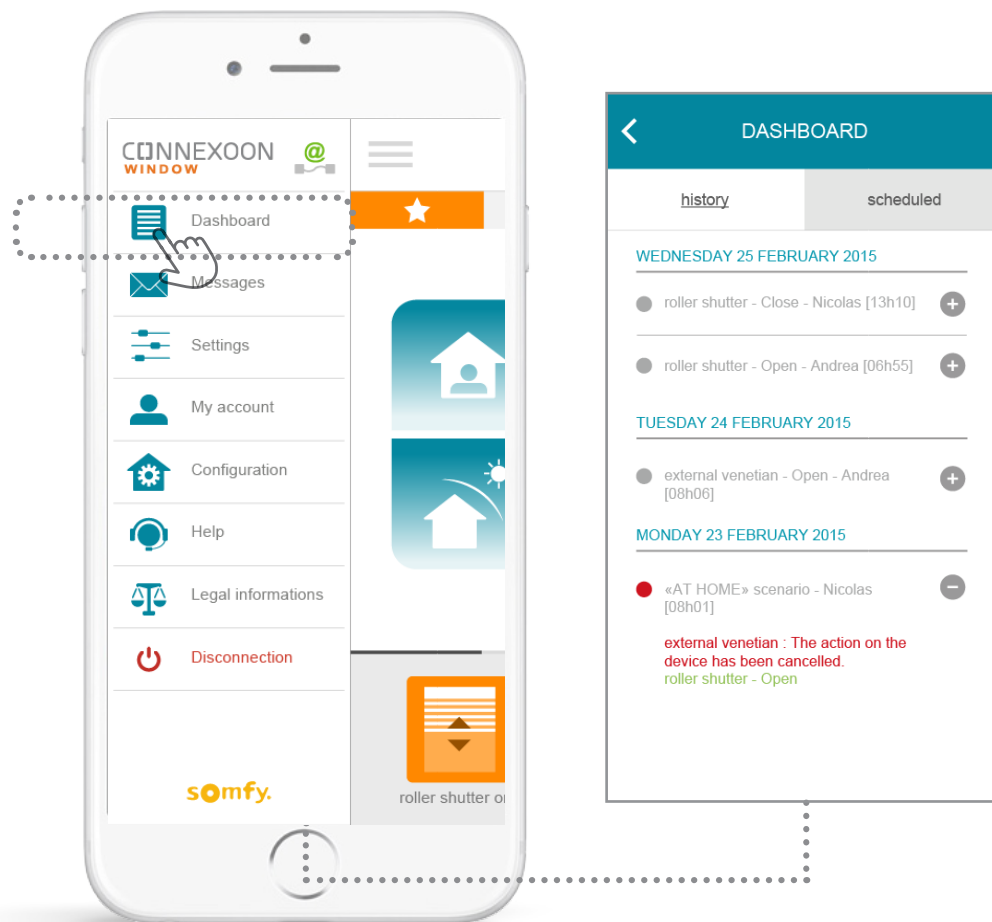 CONNEXOON
WINDOW
@
Dashboard
Messages
Settings
My account
Configuration
Help
Legal informations
Disconnection
somfy.
roller shutter o
DASHBOARD
history
scheduled
WEDNESDAY 25 FEBRUARY 2015
roller shutter - Close - Nicolas [13h10]
roller shutter - Open - Andrea [06h55]
TUESDAY 24 FEBRUARY 2015
external venetian - Open - Andrea
[08h06]
MONDAY 23 FEBRUARY 2015
«AT HOME» scenario - Nicolas
[08h01]
external venetian : The action on the
device has been cancelled.
roller shutter - Open